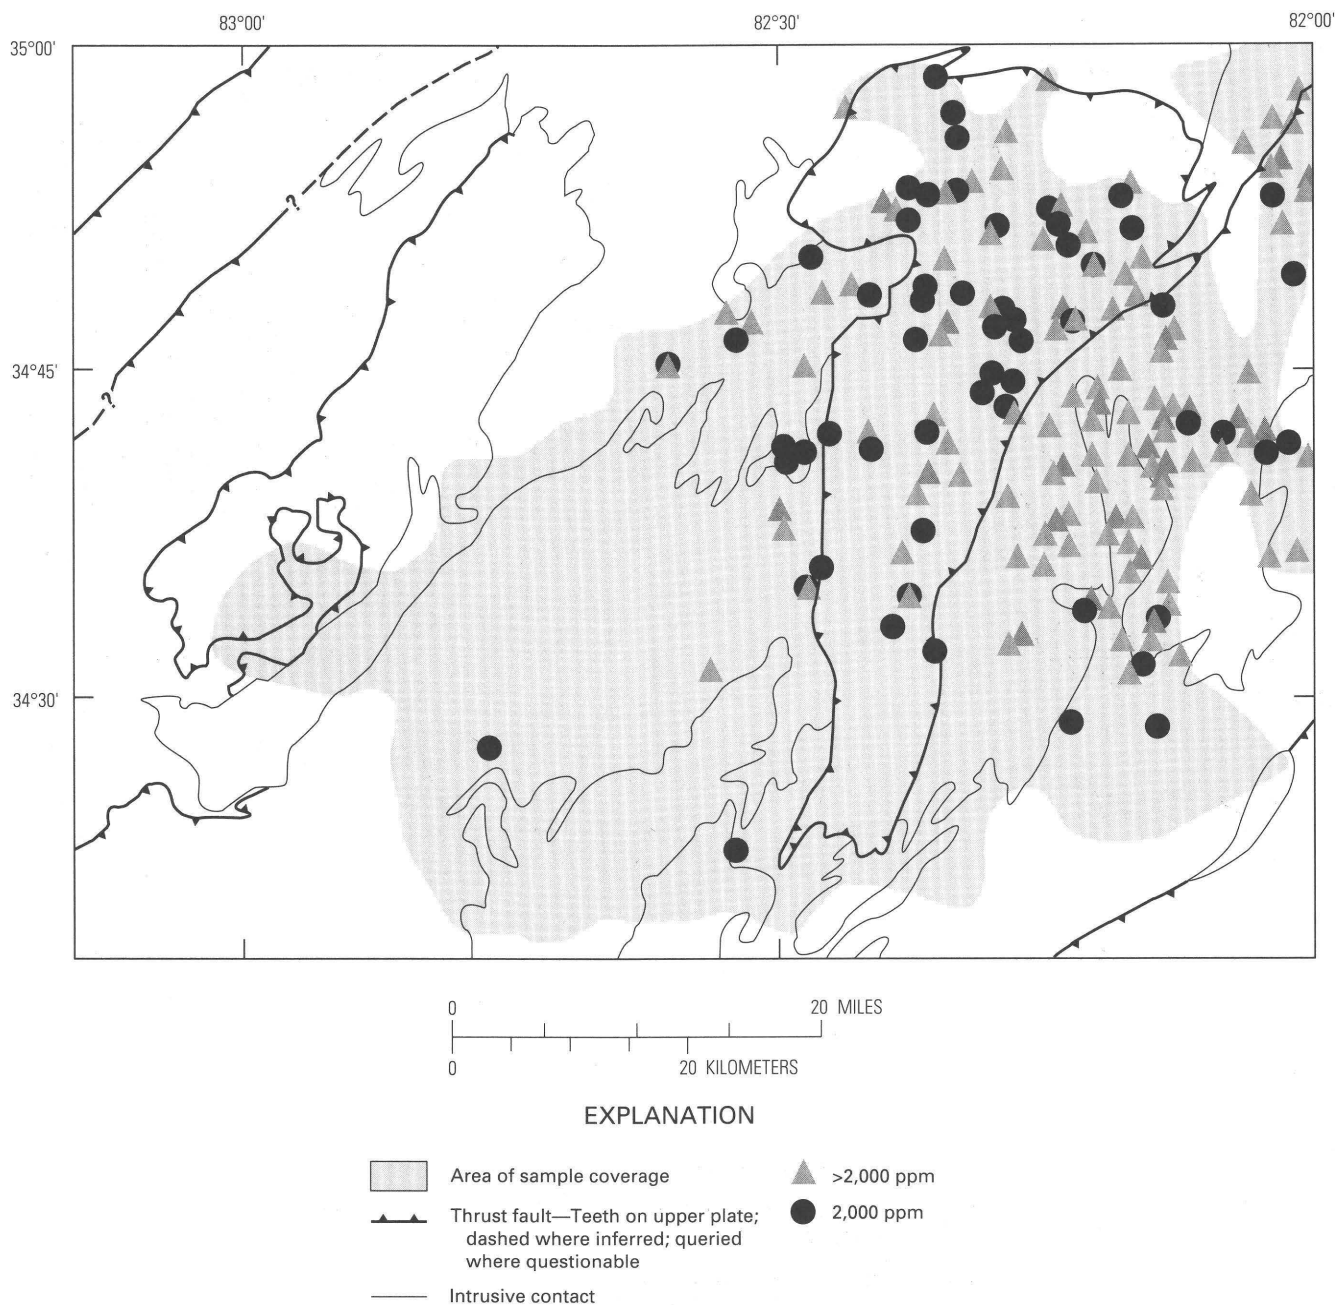 83°00'
82°30'
82°00'
35°00'
34°45'
34°30'
?
?
0
20 MILES
0
20 KILOMETERS
EXPLANATION
Area of sample coverage
Thrust fault—Teeth on upper plate;
dashed where inferred; queried
where questionable
Intrusive contact
>2,000 ppm
2,000 ppm